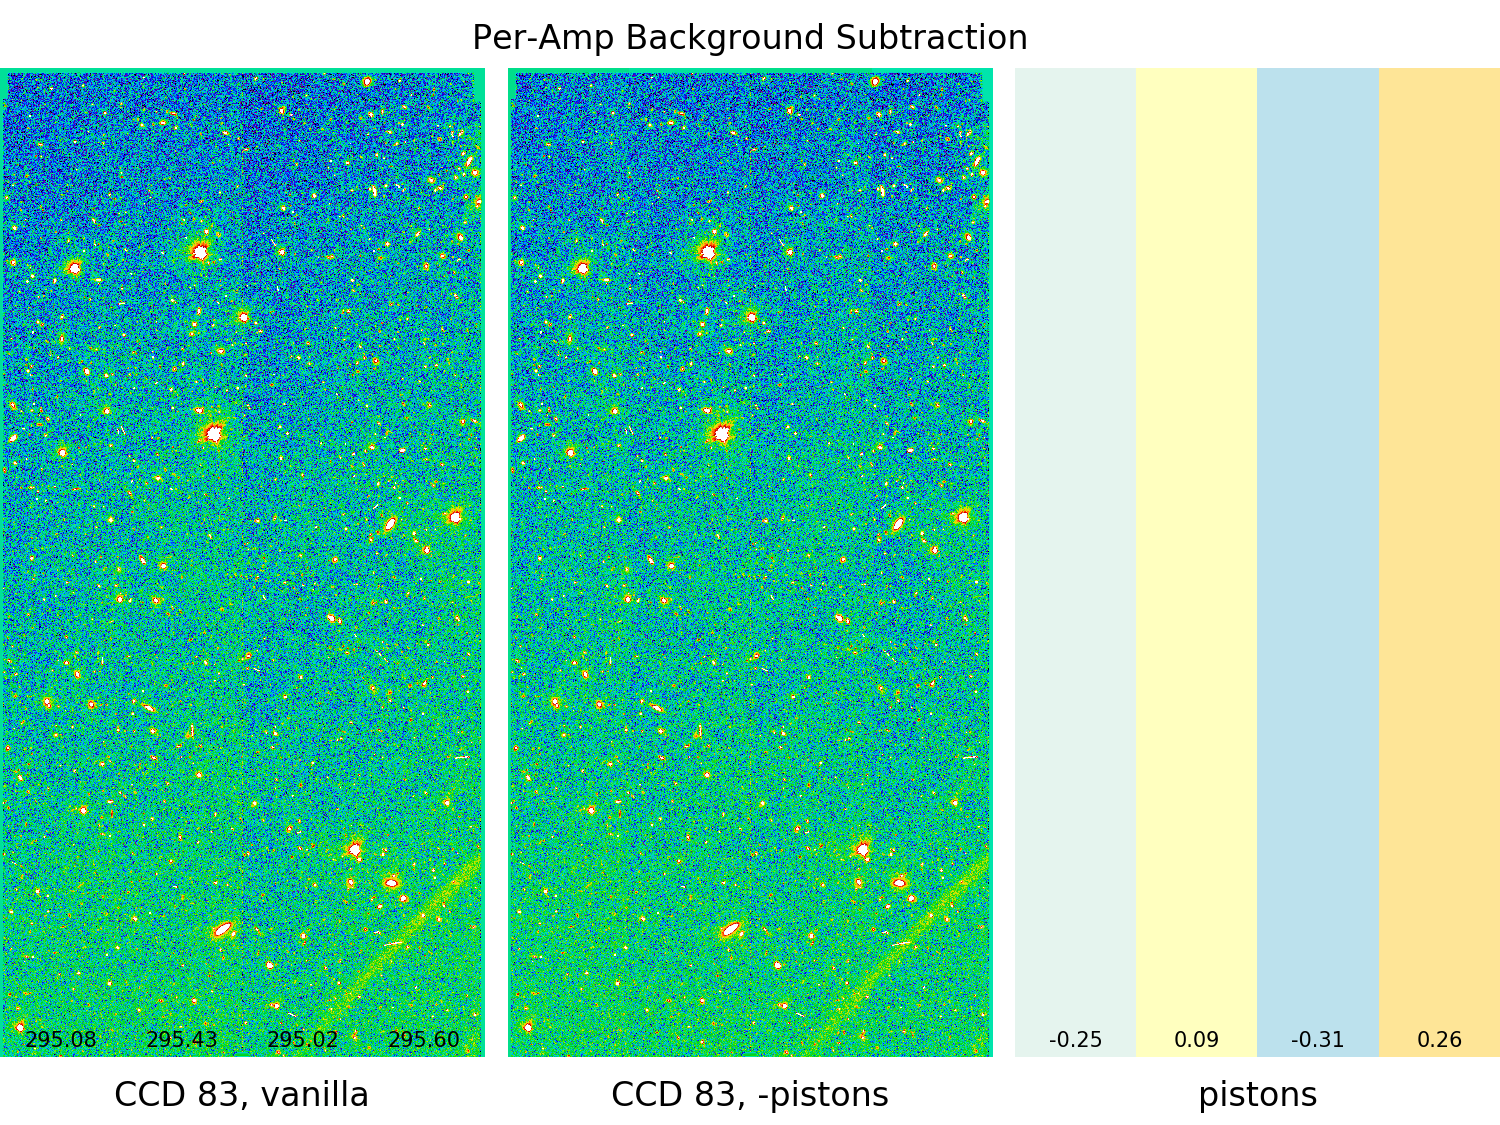 Per-Amp Background Subtraction
295.08 295.43 295.02 295.60
-0.25 0.09 -0.31 0.26
CCD 83, vanilla
CCD 83, -pistons
pistons